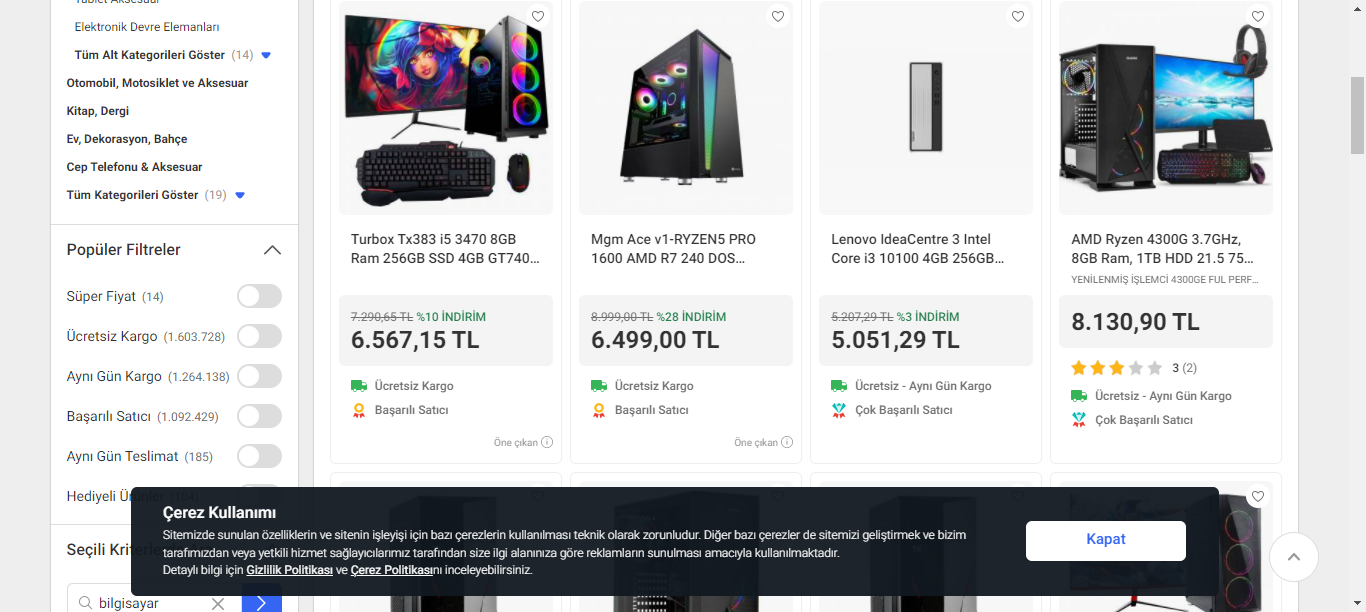 Tablet Aksesuar
Elektronik Devre Elemanları
Tüm Alt Kategorileri Göster (14)
Otomobil, Motosiklet ve Aksesuar
Kitap, Dergi
Ev, Dekorasyon, Bahçe
Cep Telefonu & Aksesuar
Tüm Kategorileri Göster (19)
Popüler Filtreler
Süper Fiyat (14)
Ücretsiz Kargo (1.603.728)
Aynı Gün Kargo (1.264.138)
Başarılı Satıcı (1.092.429)
Aynı Gün Teslimat (185)
Hediyeli Ürünler (104)
Seçili Kriterlerde
bilgisayar
Turbox Tx383 i5 3470 8GB
Ram 256GB SSD 4GB GT740...
7.290,65 TL %10 İNDİRİM
6.567,15 TL
Ücretsiz Kargo
Başarılı Satıcı
Öne çıkan
Mgm Ace v1-RYZEN5 PRO
1600 AMD R7 240 DOS...
8.999,00 TL %28 İNDİRİM
6.499,00 TL
Ücretsiz Kargo
Başarılı Satıcı
Öne çıkan
Lenovo IdeaCentre 3 Intel
Core i3 10100 4GB 256GB...
5.207,29 TL %3 İNDİRİM
5.051,29 TL
Ücretsiz - Aynı Gün Kargo
Çok Başarılı Satıcı
AMD Ryzen 4300G 3.7GHz,
8GB Ram, 1TB HDD 21.5 75...
YENİLENMİŞ İŞLEMCİ 4300GE FUL PERF...
8.130,90 TL
3 (2)
Ücretsiz - Aynı Gün Kargo
Çok Başarılı Satıcı
Çerez Kullanımı
Sitemizde sunulan özelliklerin ve sitenin işleyişi için bazı çerezlerin kullanılması teknik olarak zorunludur. Diğer bazı çerezler de sitemizi geliştirmek ve bizim
tarafımızdan veya yetkili hizmet sağlayıcılarımız tarafından size ilgi alanınıza göre reklamların sunulması amacıyla kullanılmaktadır.
Detaylı bilgi için Gizlilik Politikası ve Çerez Politikasını inceleyebilirsiniz.
Kapat